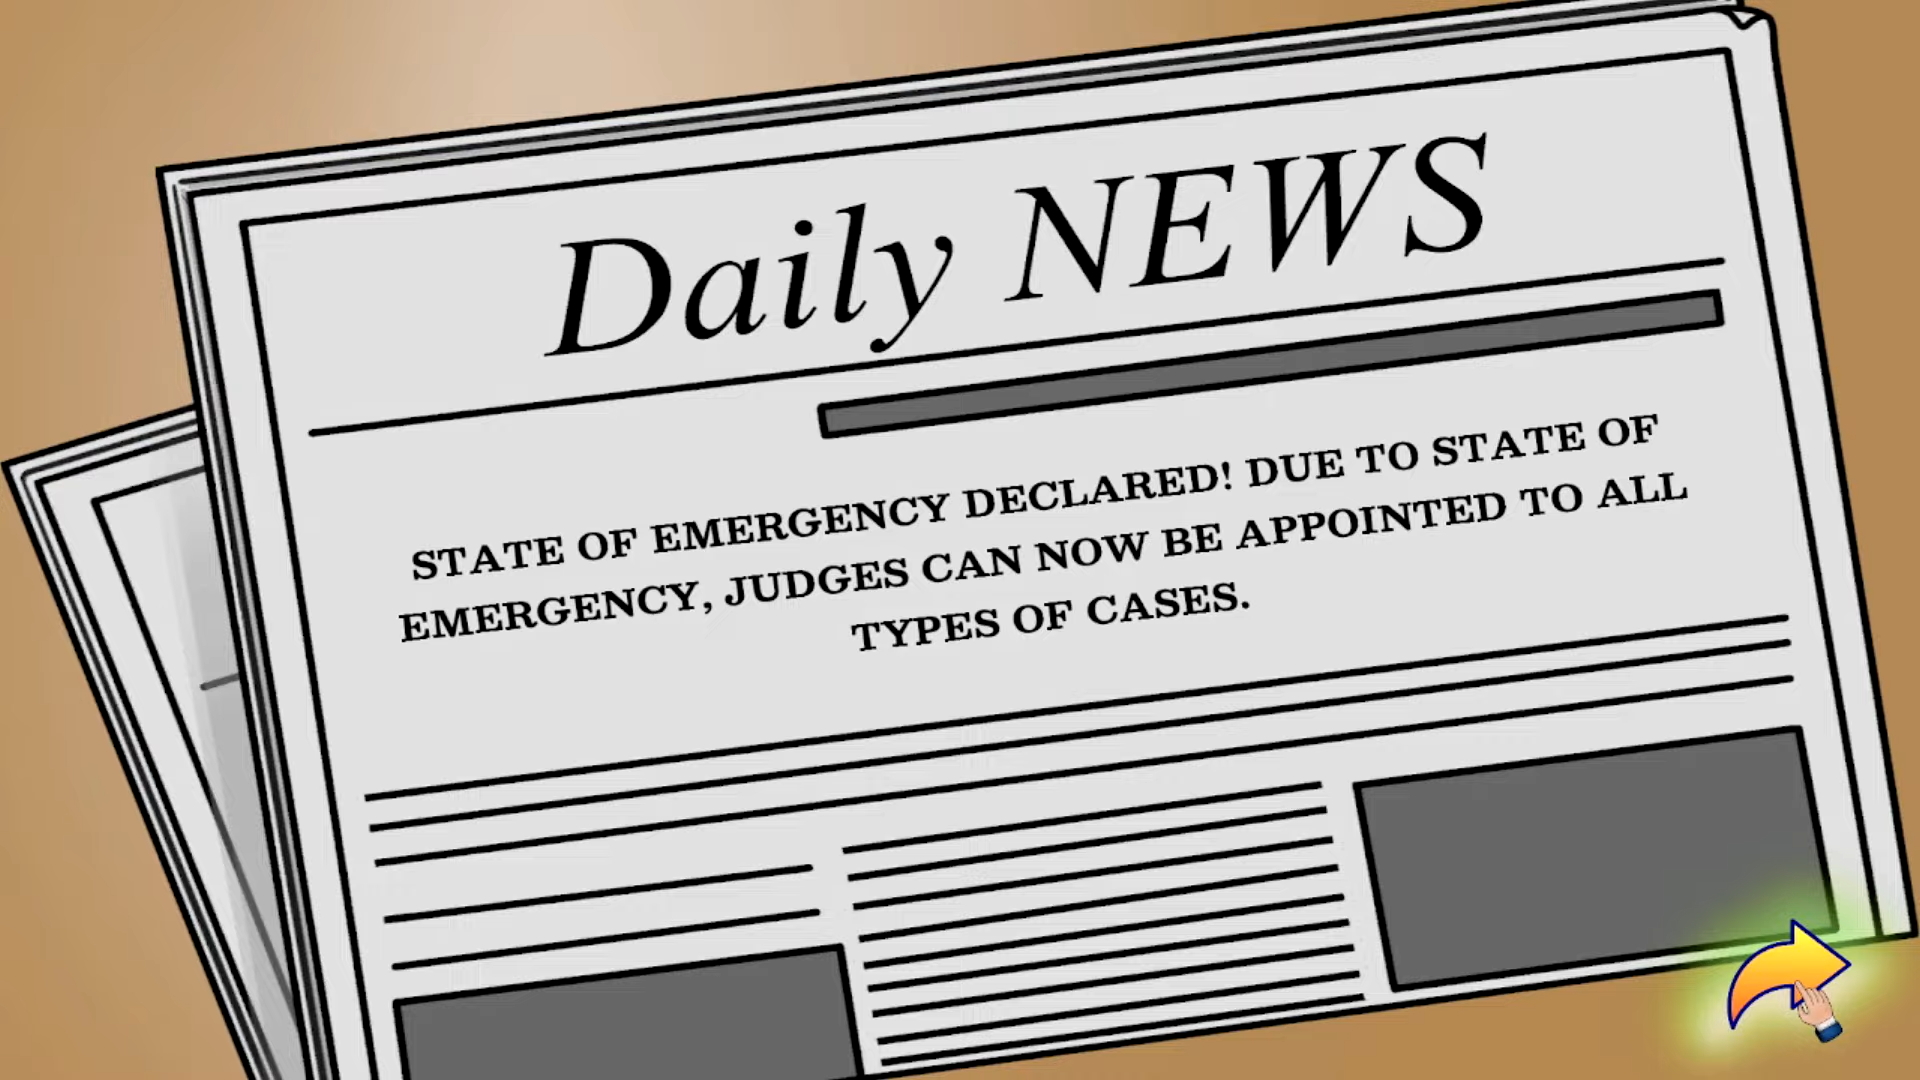 Daily NEWS
STATE OF EMERGENCY DECLARED! DUE TO STATE OF
EMERGENCY, JUDGES CAN NOW BE APPOINTED TO ALL
TYPES OF CASES.